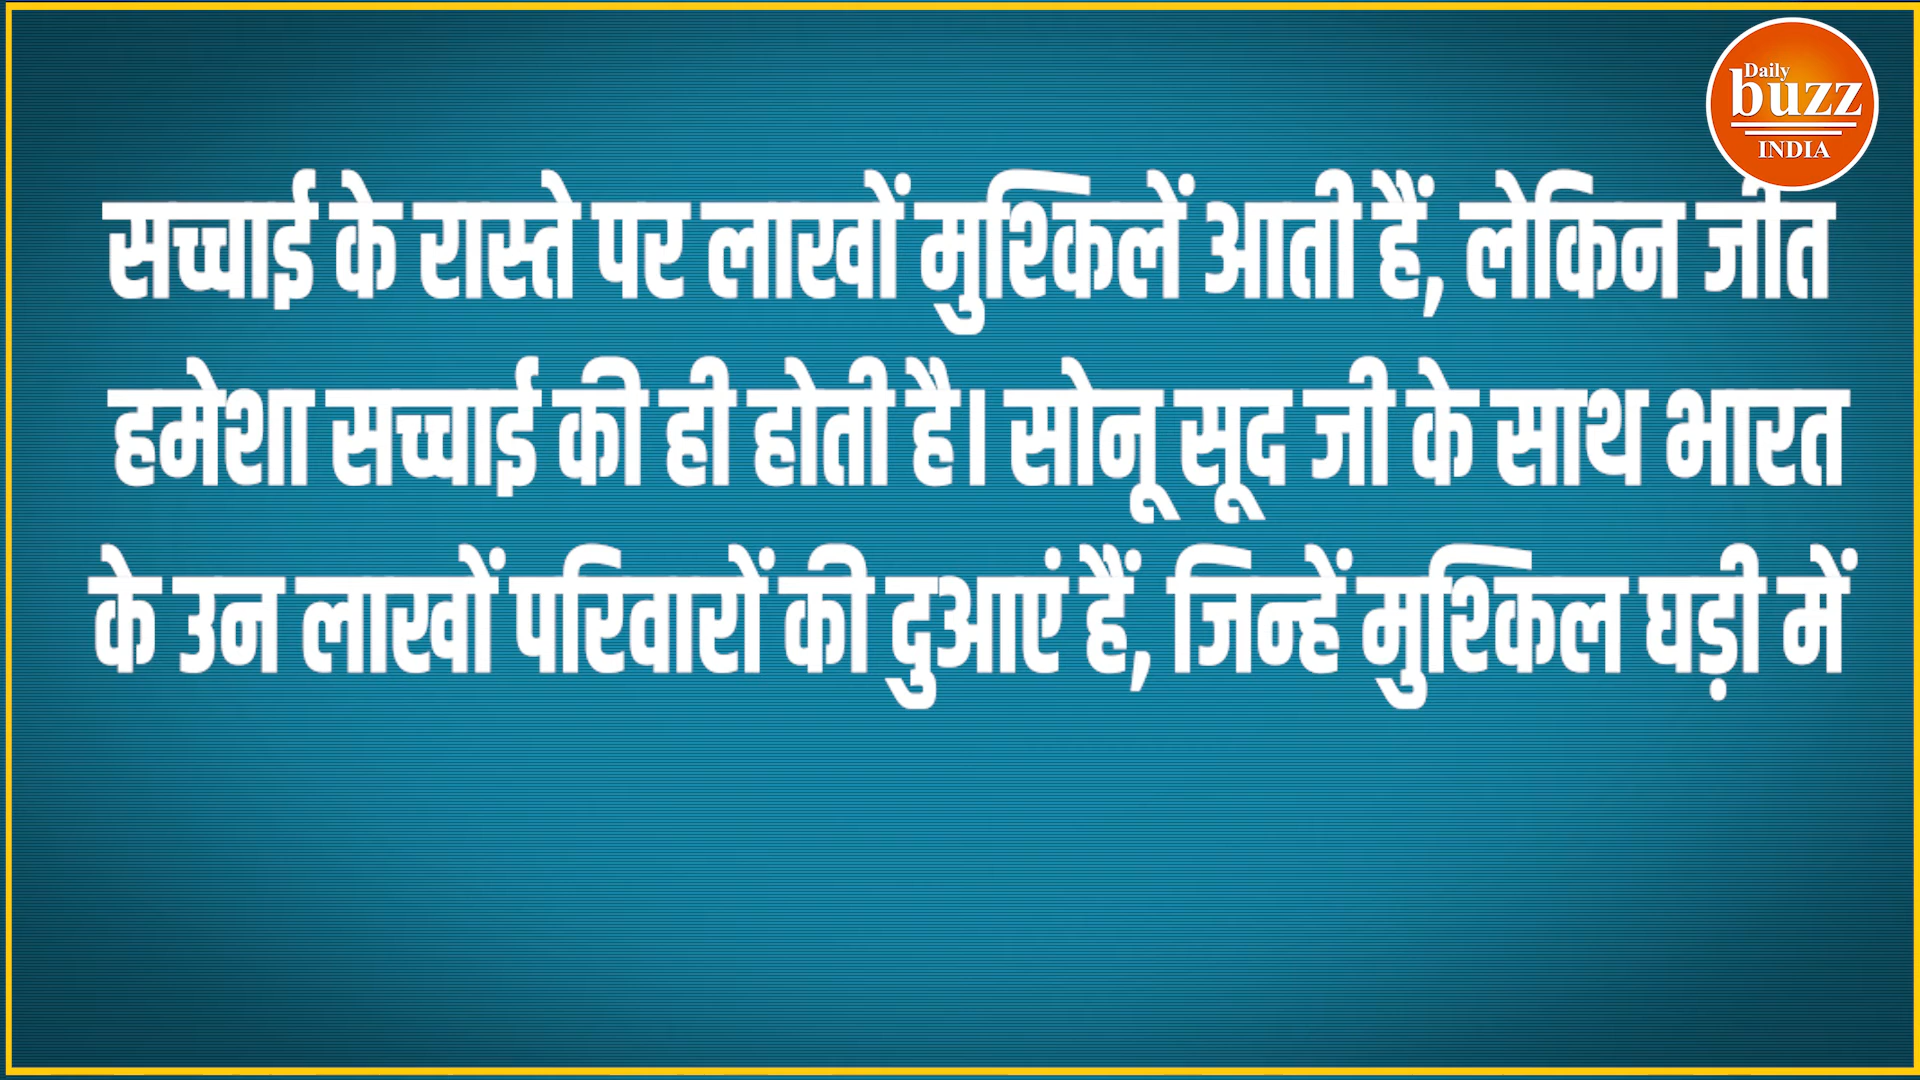 Daily
buzz
INDIA
सच्चाई के रास्ते पर लाखों मुश्किलें आती हैं, लेकिन जीत
हमेशा सच्चाई की ही होती है। सोनू सूद जी के साथ भारत
के उन लाखों परिवारों की दुआएं हैं, जिन्हें मुश्किल घड़ी में